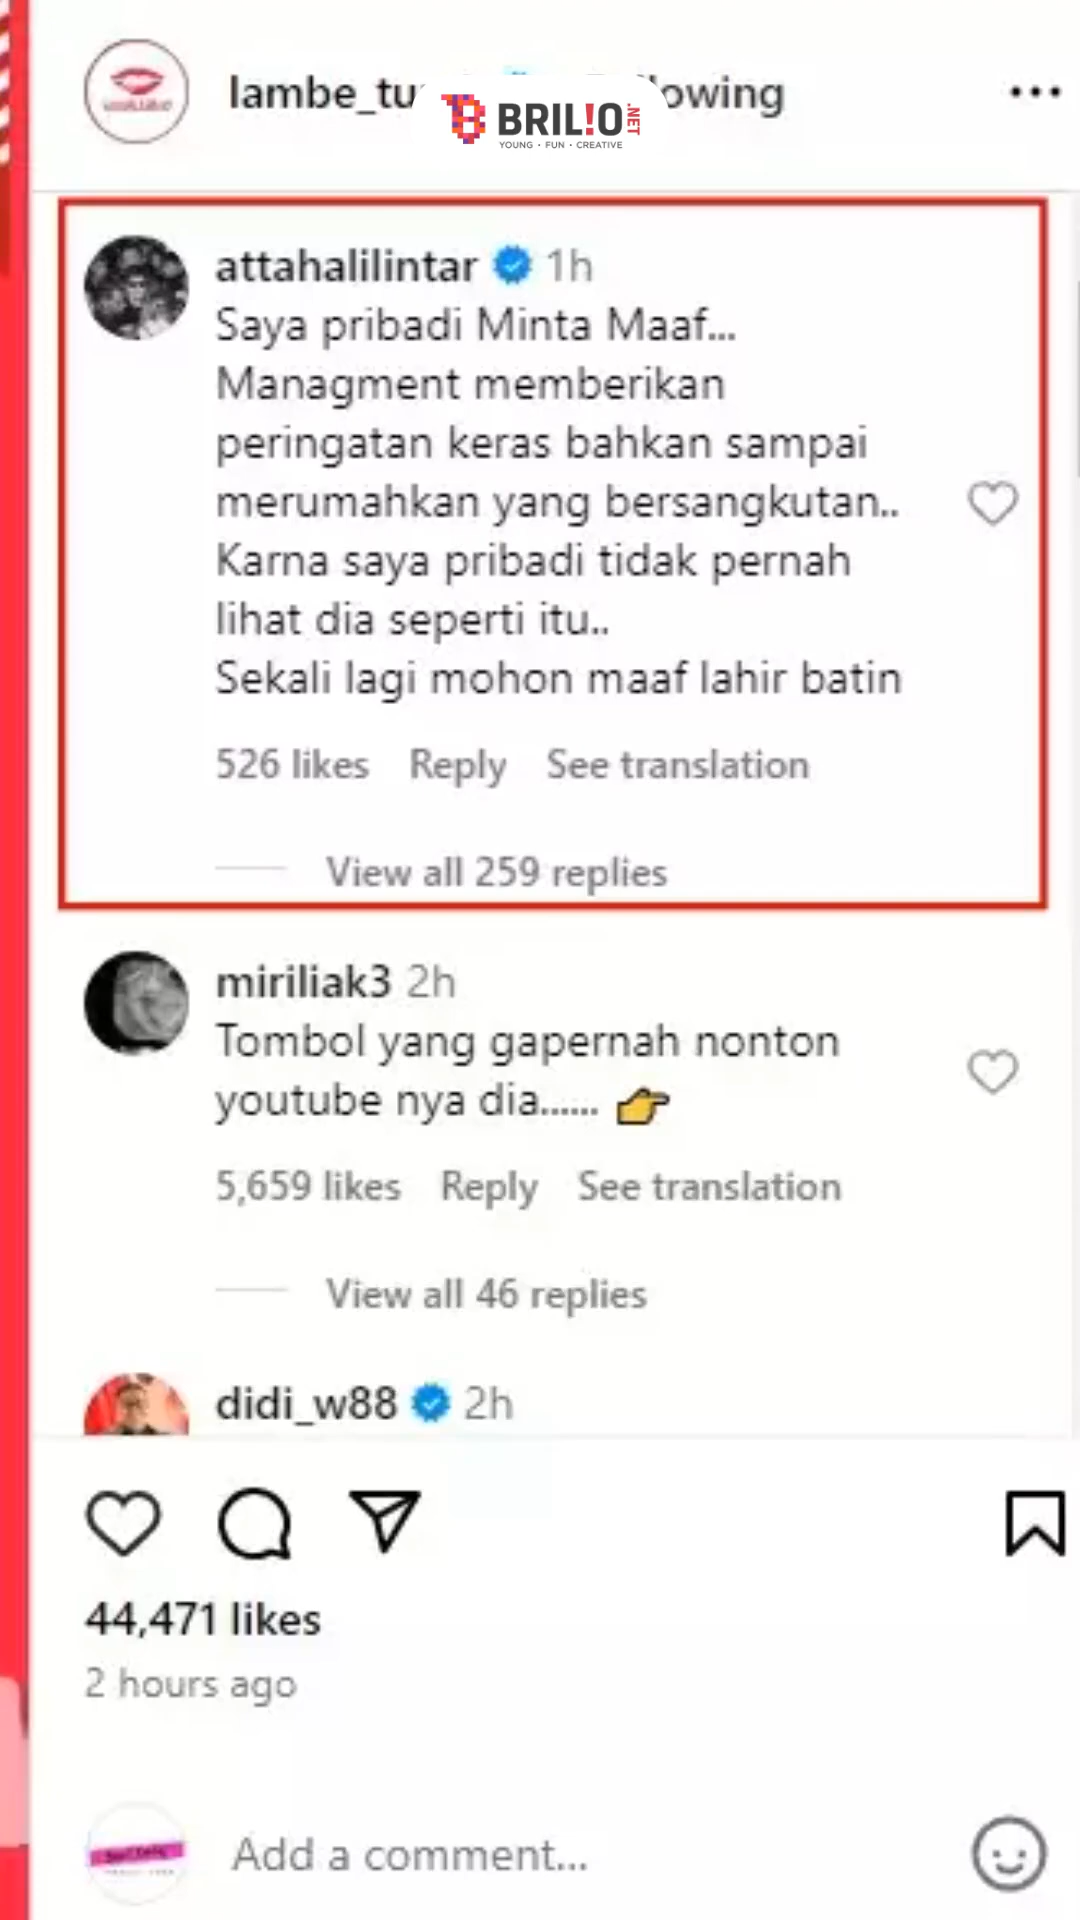 lambe_tu
owing
BRIL!O.NET
YOUNG • FUN • CREATIVE
attahalilintar 1h
Saya pribadi Minta Maaf...
Managment memberikan
peringatan keras bahkan sampai
merumahkan yang bersangkutan..
Karna saya pribadi tidak pernah
lihat dia seperti itu..
Sekali lagi mohon maaf lahir batin
526 likes Reply See translation
View all 259 replies
miriliak3 2h
Tombol yang gapernah nonton
youtube nya dia...... 👉
5,659 likes Reply See translation
View all 46 replies
didi_w88 2h
44,471 likes
2 hours ago
Add a comment...